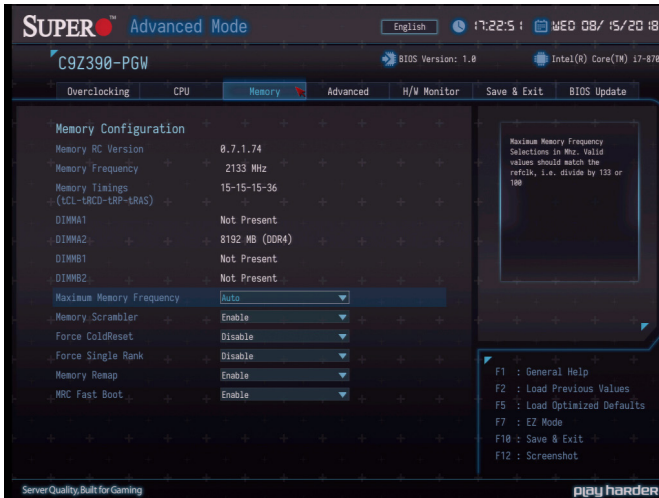 SUPER™ Advanced Mode
English
17:22:51
WED 08/15/2018
C9Z390-PGW
BIOS Version: 1.0
Intel(R) Core(TM) i7-870
Overclocking CPU Memory Advanced H/W Monitor Save & Exit BIOS Update
Memory Configuration
Memory RC Version 0.7.1.74
Memory Frequency 2133 MHz
Memory Timings 15-15-15-36
(tCL-tRCD-tRP-tRAS)
DIMMA1 Not Present
DIMMA2 8192 MB (DDR4)
DIMMB1 Not Present
DIMMB2 Not Present
Maximum Memory Frequency Auto
Memory Scrambler Enable
Force ColdReset Disable
Force Single Rank Disable
Memory Remap Enable
MRC Fast Boot Enable
Maximum Memory Frequency
Selections in Mhz. Valid
values should match the
refclk, i.e. divide by 133 or
100
F1 : General Help
F2 : Load Previous Values
F5 : Load Optimized Defaults
F7 : EZ Mode
F10 : Save & Exit
F12 : Screenshot
Server Quality, Built for Gaming
play harder